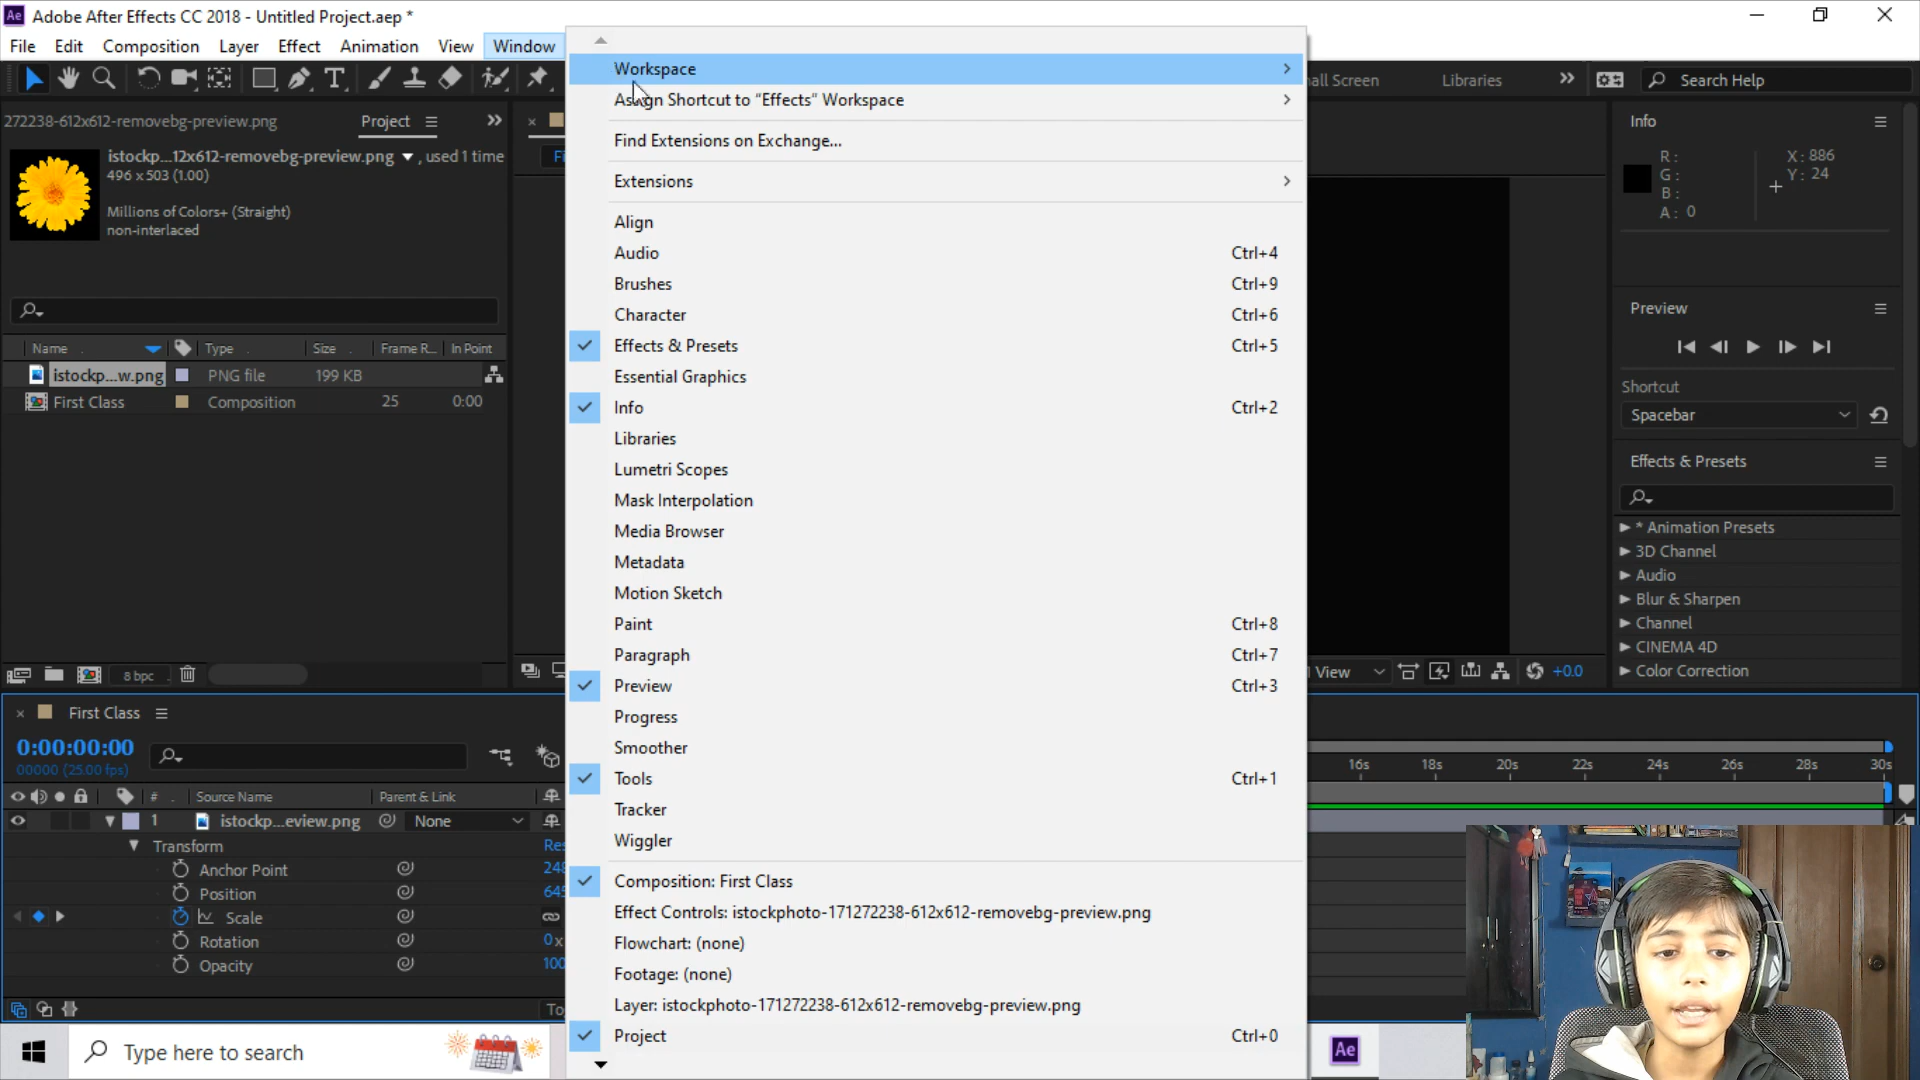 Ae Adobe After Effects CC 2018 - Untitled Project.aep *
File Edit Composition Layer Effect Animation View Window
Libraries
Search Help
272238-612x612-removebg-preview.png
Project
istockp...12x612-removebg-preview.png ▼, used 1 time
496 x 503 (1.00)
Millions of Colors+ (Straight)
non-interlaced
Name Type Size Frame R... In Point
istockp...w.png PNG file 199 KB
First Class Composition 25 0:00
8 bpc
Workspace
Assign Shortcut to "Effects" Workspace
Find Extensions on Exchange...
Extensions
Align
Audio Ctrl+4
Brushes Ctrl+9
Character Ctrl+6
Effects & Presets Ctrl+5
Essential Graphics
Info Ctrl+2
Libraries
Lumetri Scopes
Mask Interpolation
Media Browser
Metadata
Motion Sketch
Paint Ctrl+8
Paragraph Ctrl+7
Preview Ctrl+3
Progress
Smoother
Tools Ctrl+1
Tracker
Wiggler
Composition: First Class
Effect Controls: istockphoto-171272238-612x612-removebg-preview.png
Flowchart: (none)
Footage: (none)
Layer: istockphoto-171272238-612x612-removebg-preview.png
Project Ctrl+0
Info
R:
G:
B:
A: 0
X: 886
Y: 24
Preview
Shortcut
Spacebar
Effects & Presets
* Animation Presets
3D Channel
Audio
Blur & Sharpen
Channel
CINEMA 4D
Color Correction
View
+0.0
First Class
0:00:00:00
00000 (25.00 fps)
# Source Name Parent & Link
1 istockp...eview.png None
Transform
Anchor Point
Position
Scale
Rotation
Opacity
16s 18s 20s 22s 24s 26s 28s 30s
Type here to search
Ae